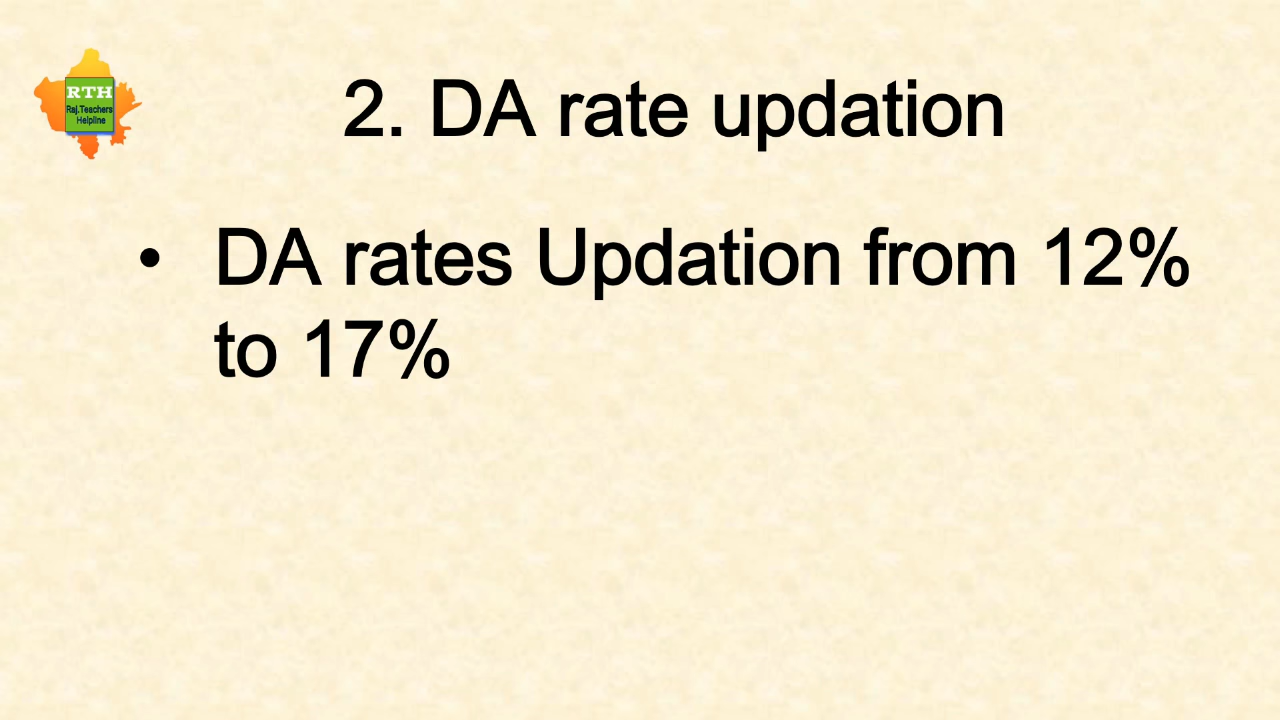 RTH
Raj.Teachers
Helpline
2. DA rate updation
• DA rates Updation from 12%
to 17%